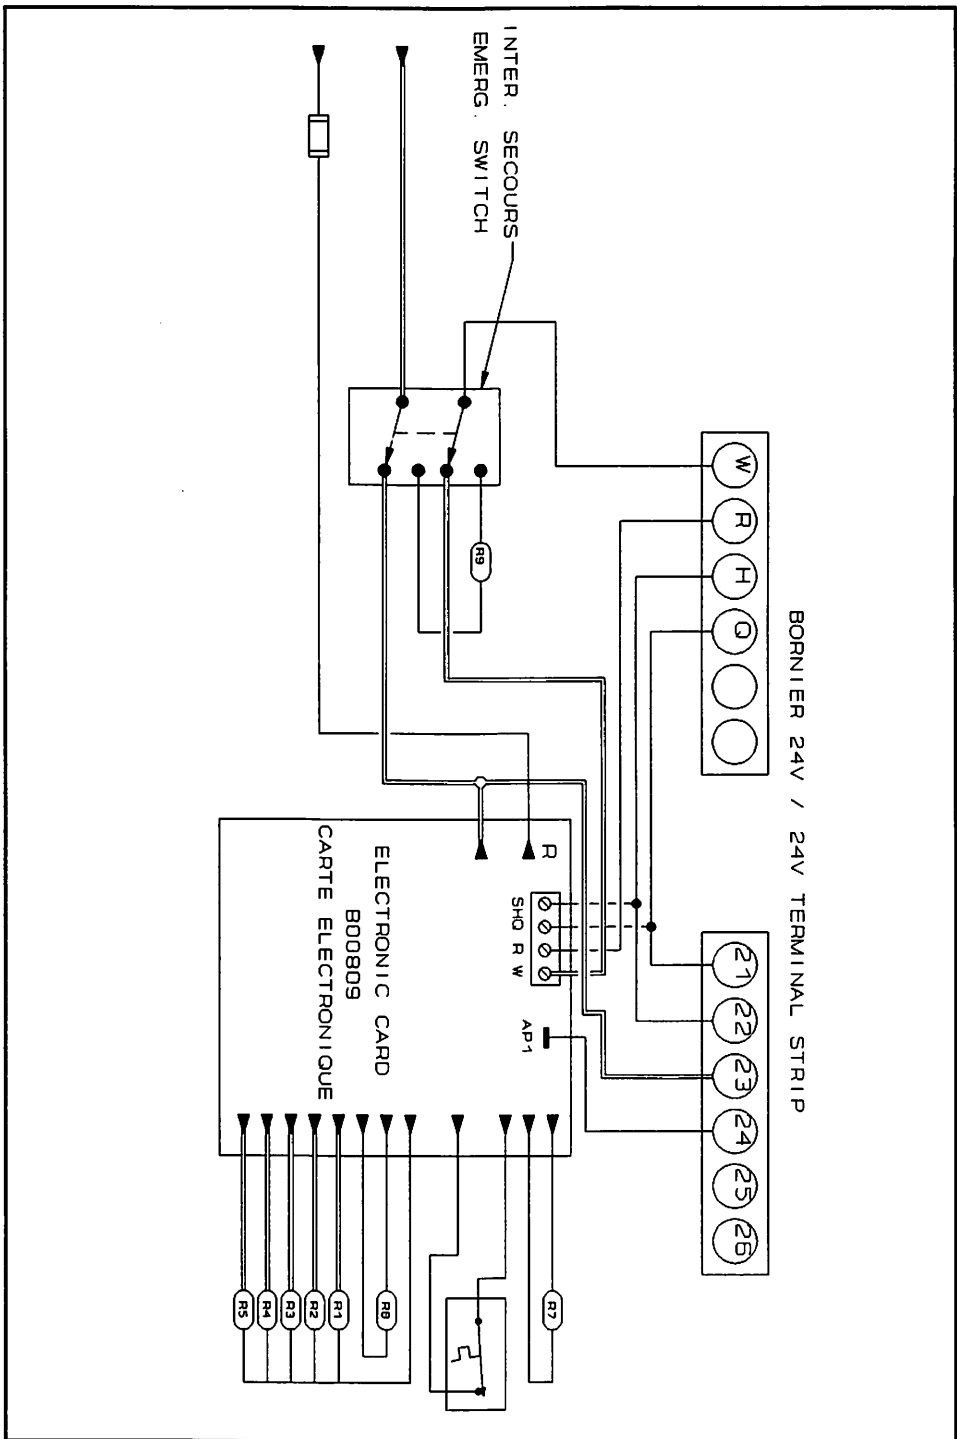 BORNIER 24V / 24V TERMINAL STRIP
W R H Q
21 22 23 24 25 26
INTER. SECOURS
EMERG. SWITCH
R
SHQ R W
AP1
R7
R9
ELECTRONIC CARD
B00809
CARTE ELECTRONIQUE
R8
R1
R2
R3
R4
R5